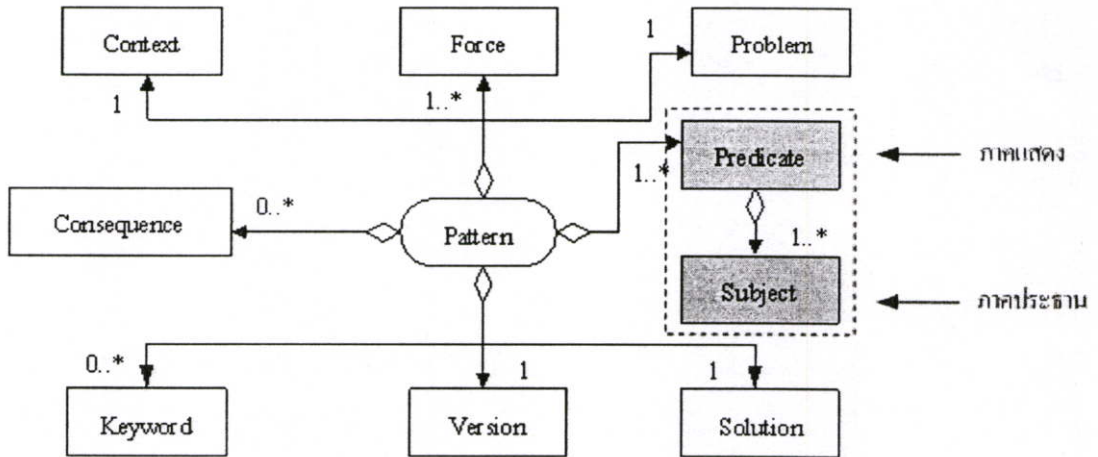 Context
Force
Problem
1
1
1..*
Predicate
ภาคแสดง
1..*
Consequence
0..*
Pattern
1..*
Subject
ภาคประธาน
0..*
1
1
Keyword
Version
Solution